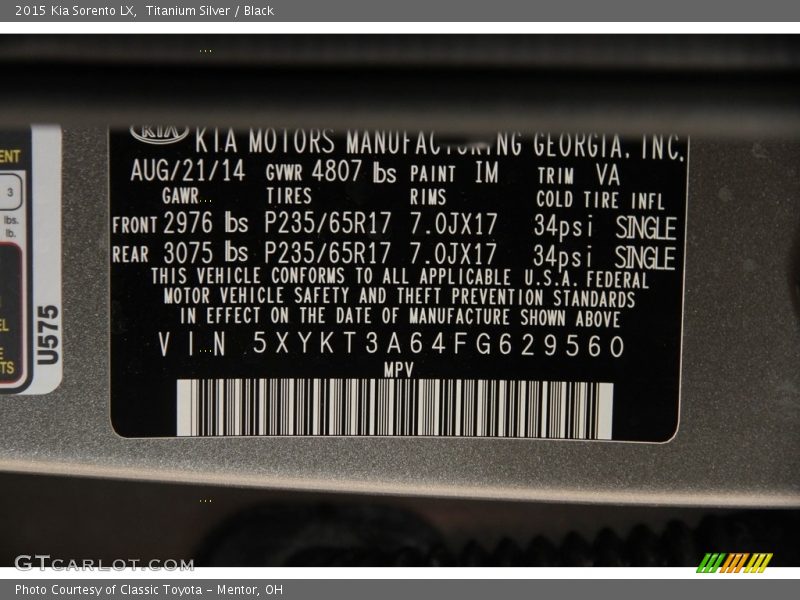 2015 Kia Sorento LX,  Titanium Silver / Black
KIA
KIA MOTORS MANUFACTURING GEORGIA, INC.
AUG/21/14 GVWR 4807 lbs PAINT IM TRIM VA
GAWR TIRES RIMS COLD TIRE INFL
FRONT 2976 lbs P235/65R17 7.0JX17 34psi SINGLE
REAR 3075 lbs P235/65R17 7.0JX17 34psi SINGLE
THIS VEHICLE CONFORMS TO ALL APPLICABLE U.S.A. FEDERAL
MOTOR VEHICLE SAFETY AND THEFT PREVENTION STANDARDS
IN EFFECT ON THE DATE OF MANUFACTURE SHOWN ABOVE
VIN 5XYKT3A64FG629560
MPV
3
lbs.
lb.
U575
GTCARLOT.COM
Photo Courtesy of Classic Toyota - Mentor, OH